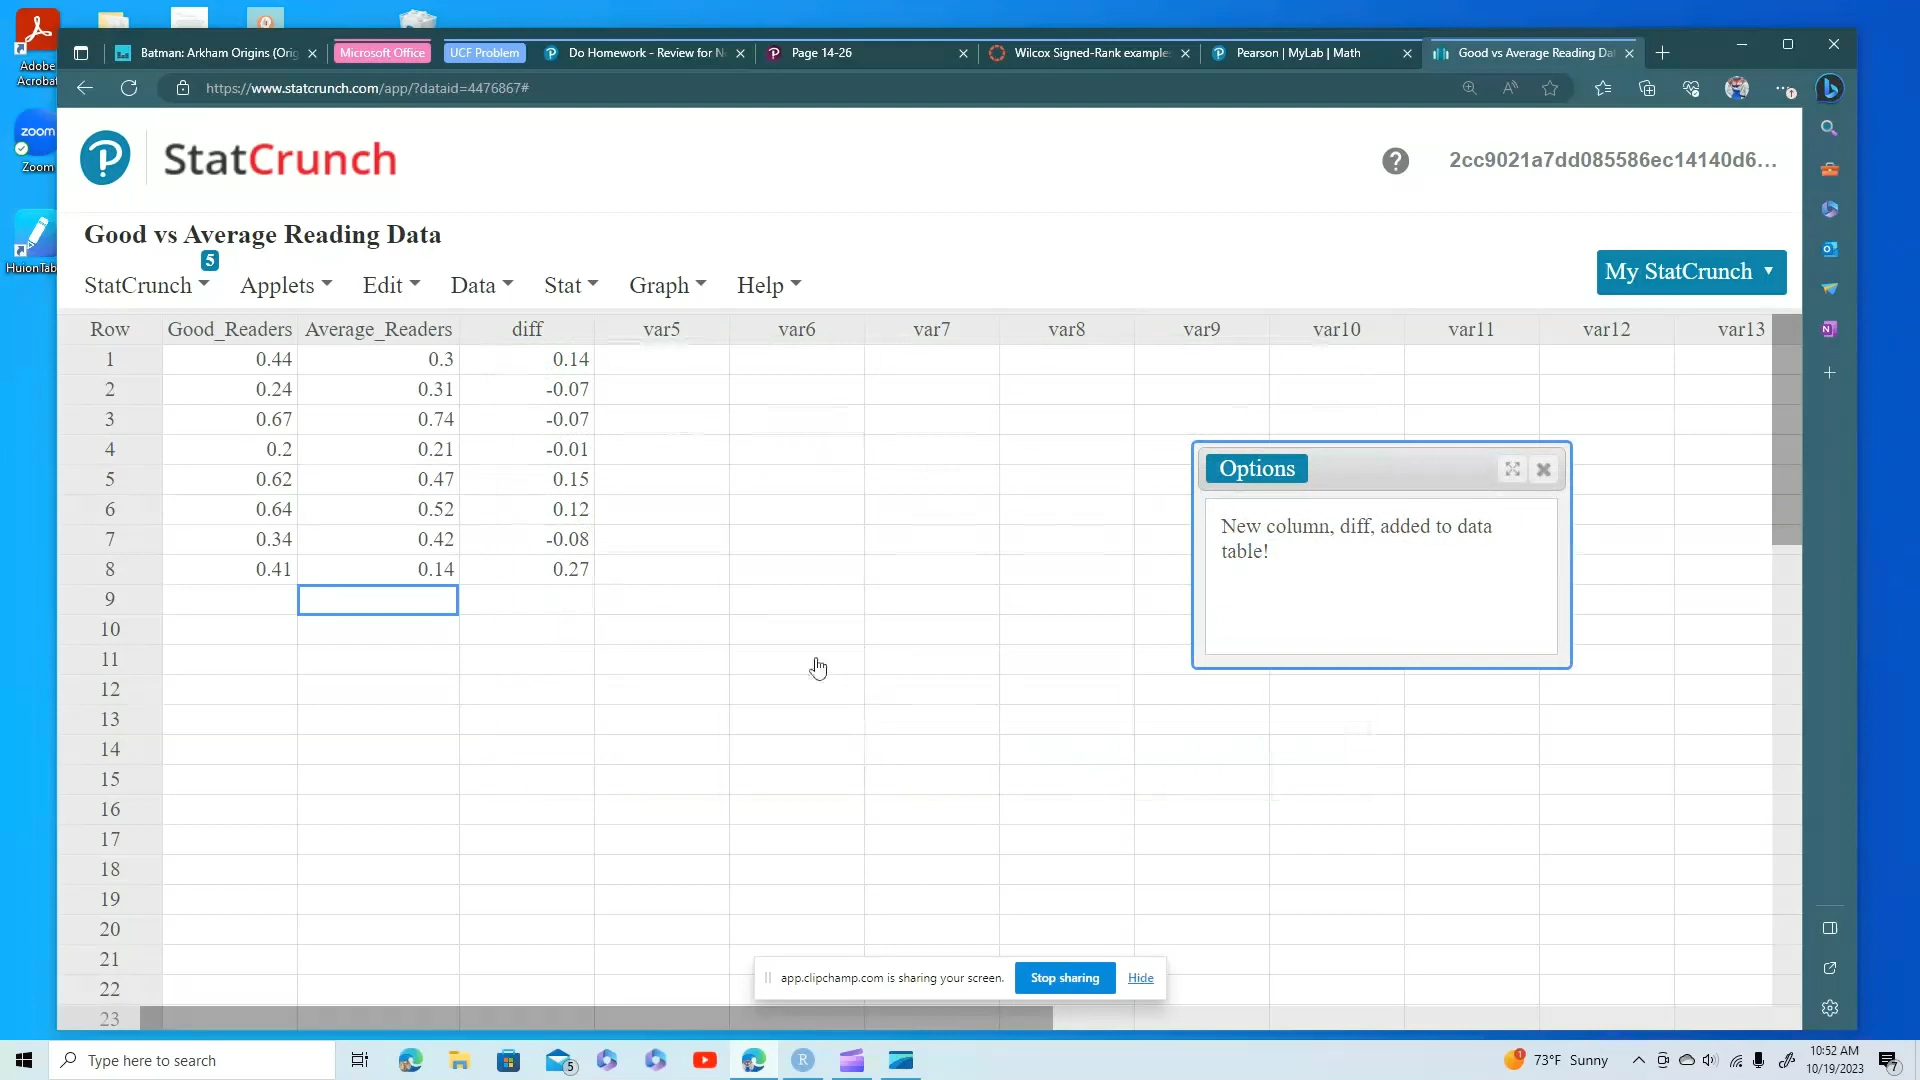 Adobe
Acrobat
zoom
Zoom
HuionTab
Batman: Arkham Origins (Orig
Microsoft Office
UCF Problem
Do Homework - Review for N
Page 14-26
Wilcox Signed-Rank example
Pearson | MyLab | Math
Good vs Average Reading Dat
https://www.statcrunch.com/app/?dataid=4476867#
StatCrunch
2cc9021a7dd085586ec14140d6...
Good vs Average Reading Data
5
StatCrunch Applets Edit Data Stat Graph Help
My StatCrunch
Row Good_Readers Average_Readers diff var5 var6 var7 var8 var9 var10 var11 var12 var13
1 0.44 0.3 0.14
2 0.24 0.31 -0.07
3 0.67 0.74 -0.07
4 0.2 0.21 -0.01
5 0.62 0.47 0.15
6 0.64 0.52 0.12
7 0.34 0.42 -0.08
8 0.41 0.14 0.27
9
10
11
12
13
14
15
16
17
18
19
20
21
22
23
Options
New column, diff, added to data
table!
app.clipchamp.com is sharing your screen.
Stop sharing
Hide
Type here to search
5
1
73°F Sunny
10:52 AM
10/19/2023
7